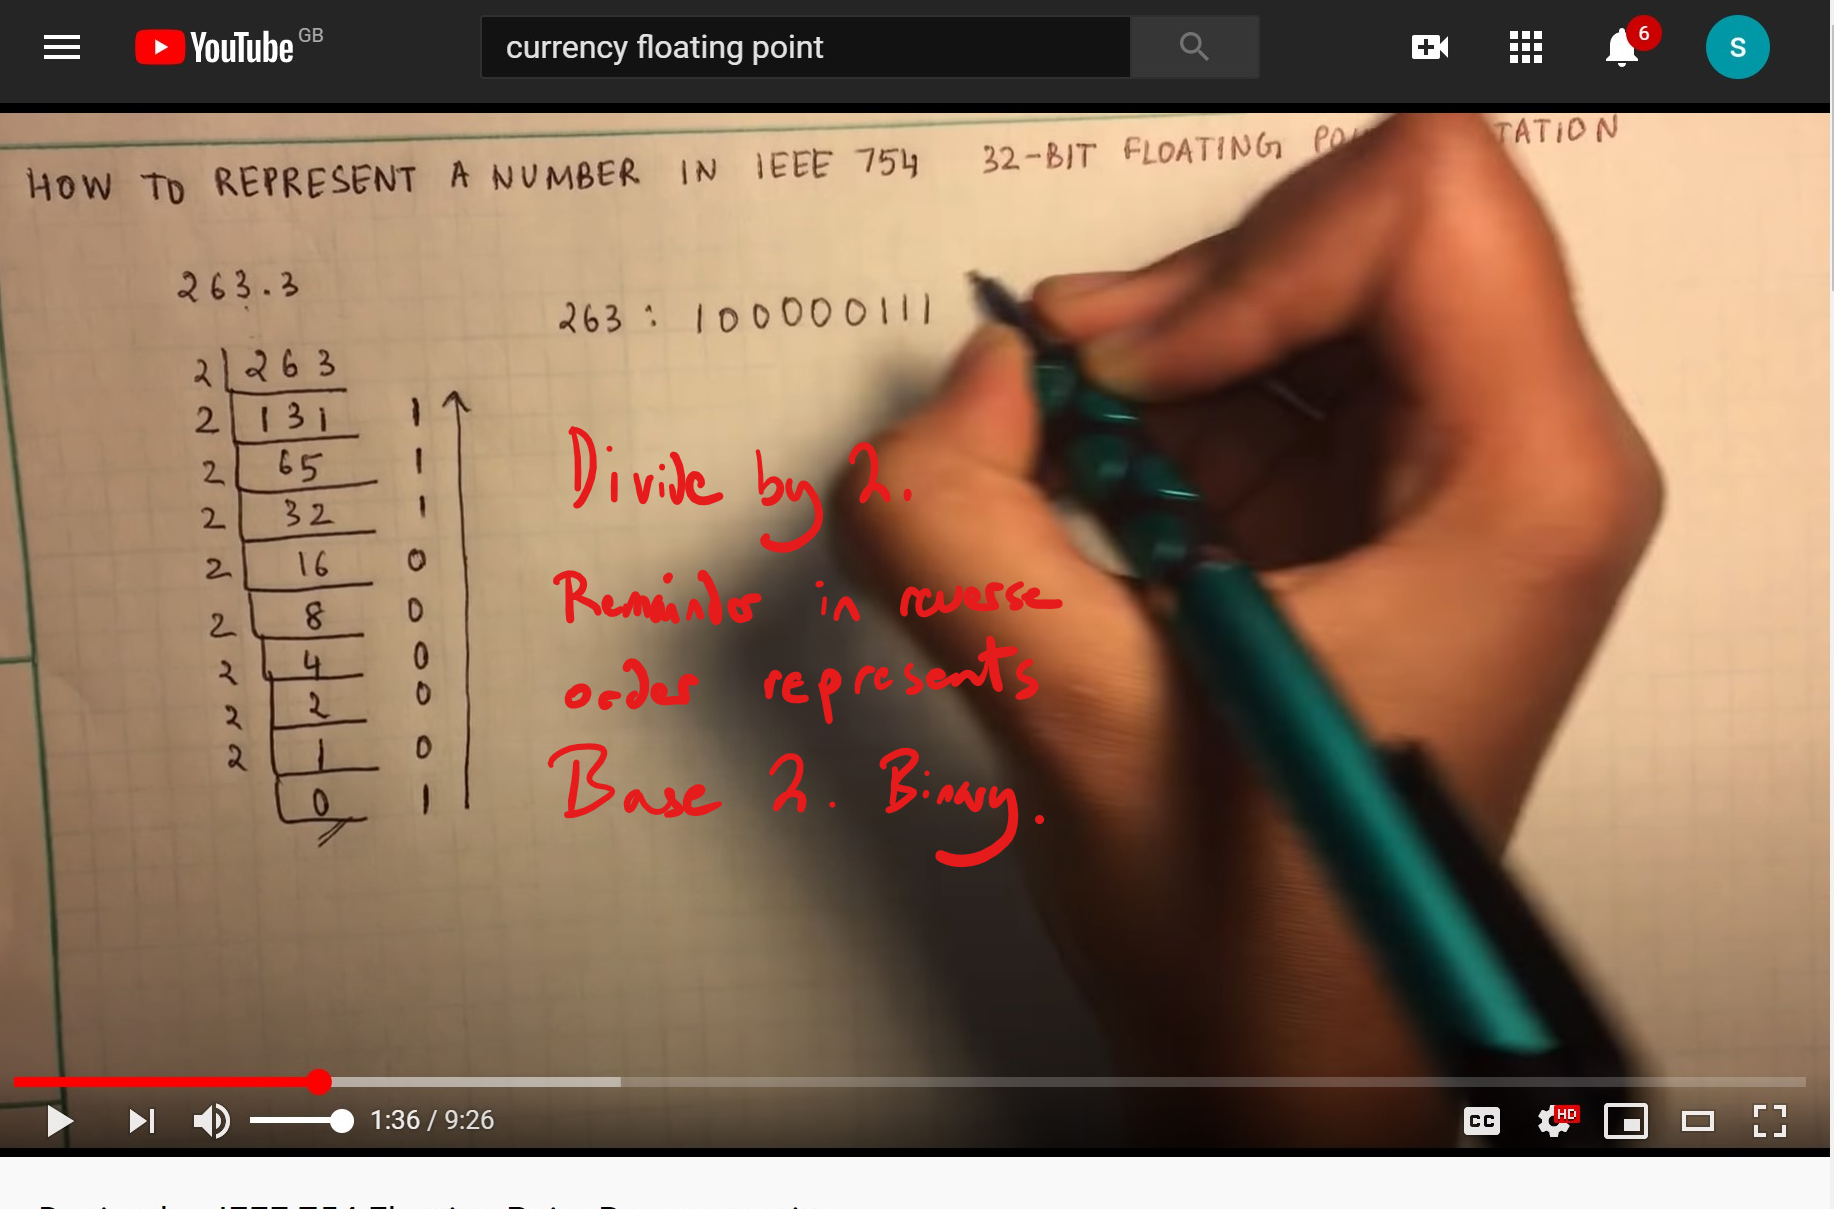 YouTube GB
currency floating point
6
S
HOW TO REPRESENT A NUMBER IN IEEE 754 32-BIT FLOATING PO TATION
263.3
263 : 100000111
2 263
2 131 1
2 65 1
2 32 1
2 16 0
2 8 0
2 4 0
2 2 0
2 1 0
0 1
Divide by 2.
Remainder in reverse
order represents
Base 2. Binary.
1:36 / 9:26
CC
HD